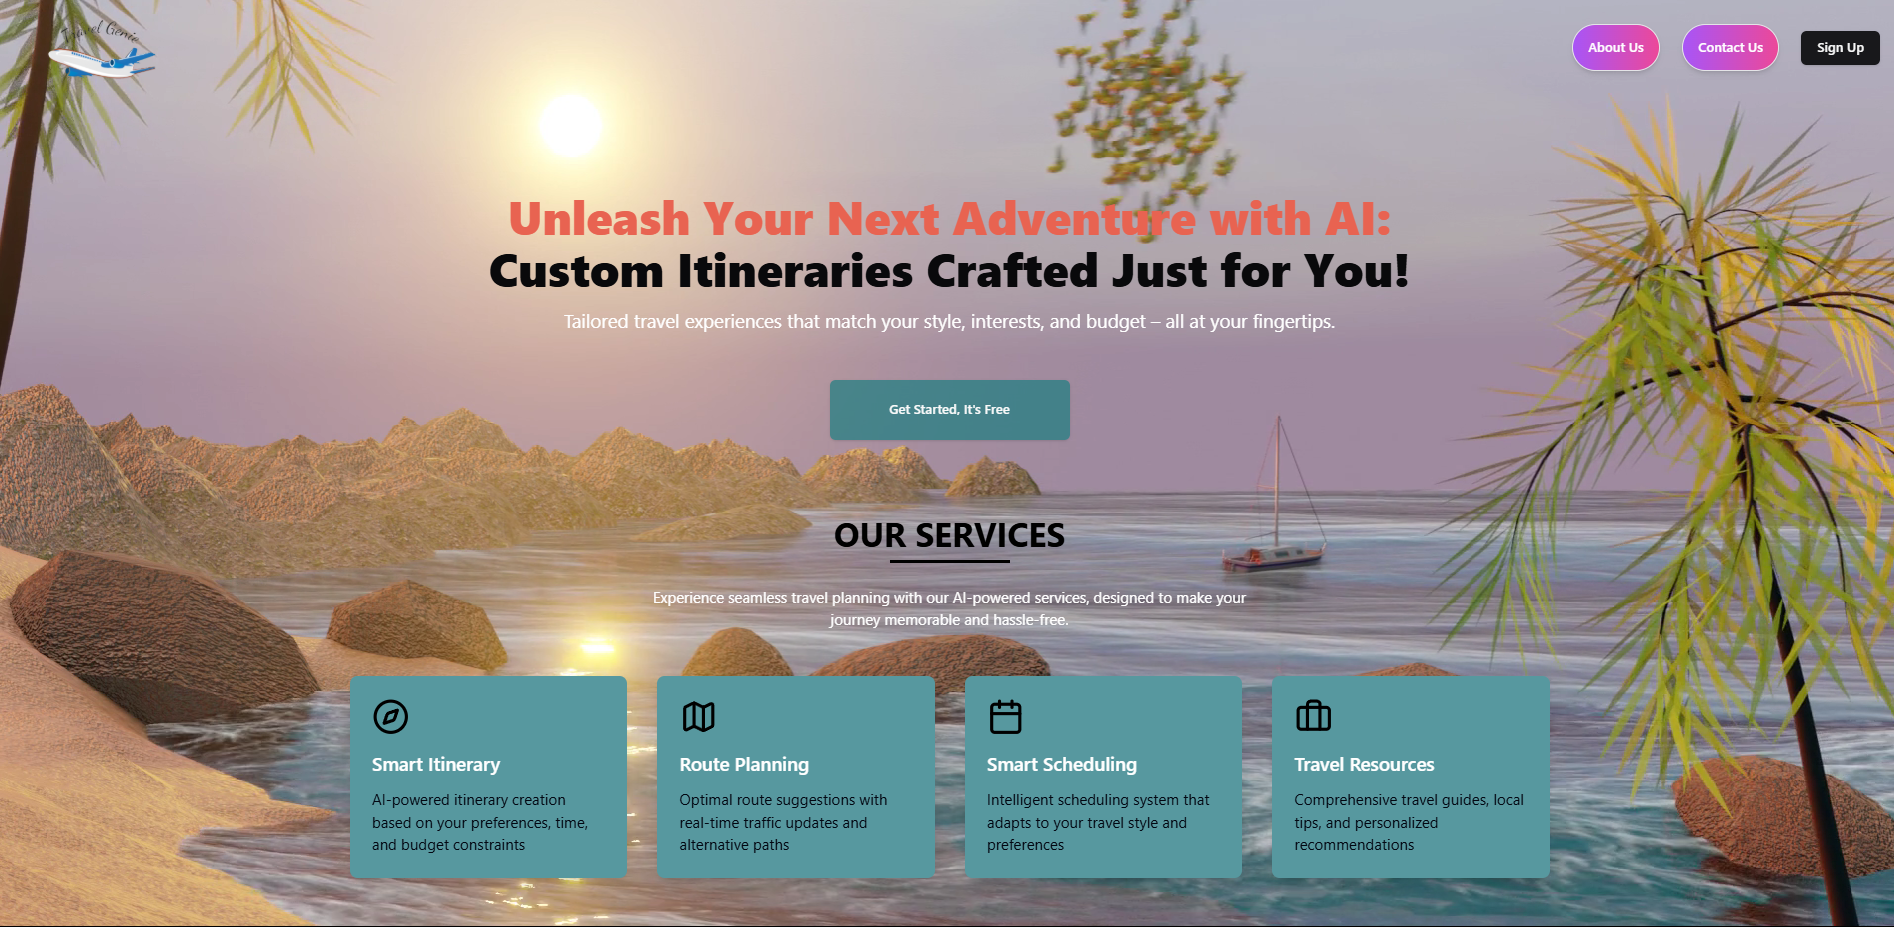 Travel Genie
About Us
Contact Us
Sign Up
Unleash Your Next Adventure with AI:
Custom Itineraries Crafted Just for You!
Tailored travel experiences that match your style, interests, and budget – all at your fingertips.
Get Started, It's Free
OUR SERVICES
Experience seamless travel planning with our AI-powered services, designed to make your
journey memorable and hassle-free.
Smart Itinerary
AI-powered itinerary creation
based on your preferences, time,
and budget constraints
Route Planning
Optimal route suggestions with
real-time traffic updates and
alternative paths
Smart Scheduling
Intelligent scheduling system that
adapts to your travel style and
preferences
Travel Resources
Comprehensive travel guides, local
tips, and personalized
recommendations